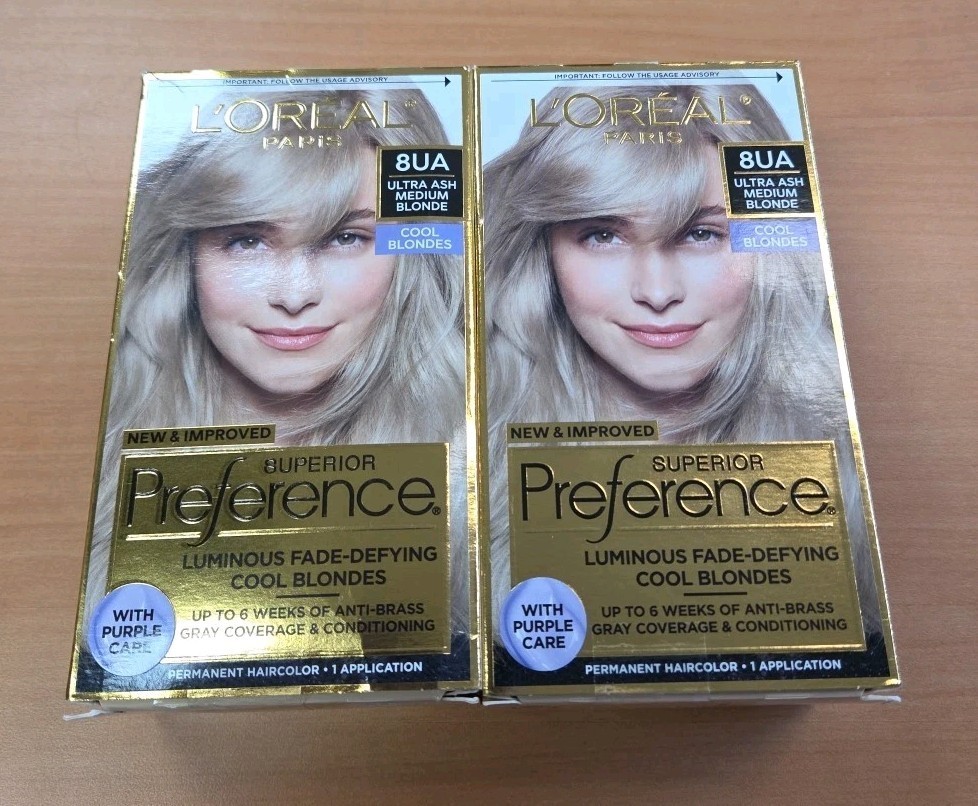 IMPORTANT: FOLLOW THE USAGE ADVISORY
L'ORÉAL®
PARIS
8UA
ULTRA ASH
MEDIUM
BLONDE
COOL
BLONDES
NEW & IMPROVED
SUPERIOR
Preference®
LUMINOUS FADE-DEFYING
COOL BLONDES
UP TO 6 WEEKS OF ANTI-BRASS
GRAY COVERAGE & CONDITIONING
WITH
PURPLE
CARE
PERMANENT HAIRCOLOR • 1 APPLICATION
IMPORTANT: FOLLOW THE USAGE ADVISORY
L'ORÉAL®
PARIS
8UA
ULTRA ASH
MEDIUM
BLONDE
COOL
BLONDES
NEW & IMPROVED
SUPERIOR
Preference®
LUMINOUS FADE-DEFYING
COOL BLONDES
UP TO 6 WEEKS OF ANTI-BRASS
GRAY COVERAGE & CONDITIONING
WITH
PURPLE
CARE
PERMANENT HAIRCOLOR • 1 APPLICATION